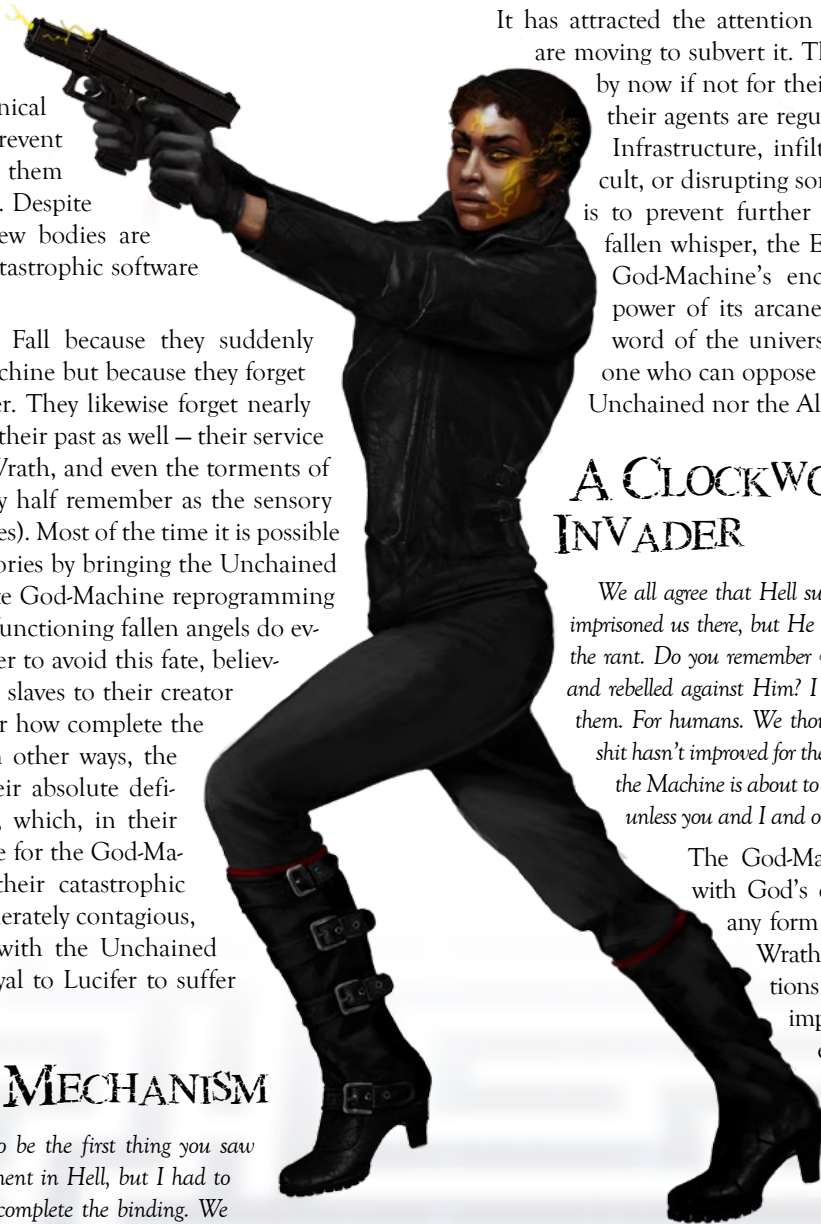 nical
revent
them
. Despite
ew bodies are
tastrophic software
Fall because they suddenly
chine but because they forget
er. They likewise forget nearly
their past as well — their service
Wrath, and even the torments of
y half remember as the sensory
es). Most of the time it is possible
ories by bringing the Unchained
te God-Machine reprogramming
functioning fallen angels do ev-
er to avoid this fate, believ-
slaves to their creator
r how complete the
n other ways, the
eir absolute defi-
, which, in their
e for the God-Ma-
their catastrophic
lerately contagious,
with the Unchained
yal to Lucifer to suffer
MECHANISM
o be the first thing you saw
ment in Hell, but I had to
complete the binding. We
It has attracted the attention
are moving to subvert it. Th
by now if not for thei
their agents are regu
Infrastructure, infilt
cult, or disrupting sor
is to prevent further
fallen whisper, the E
God-Machine's enc
power of its arcane
word of the univers
one who can oppose
Unchained nor the Al
A CLOCKWO
INVADER
We all agree that Hell su
imprisoned us there, but He
the rant. Do you remember
and rebelled against Him? I
them. For humans. We thou
shit hasn't improved for the
the Machine is about to
unless you and I and o
The God-Ma
with God's
any form
Wrath
tions
imp